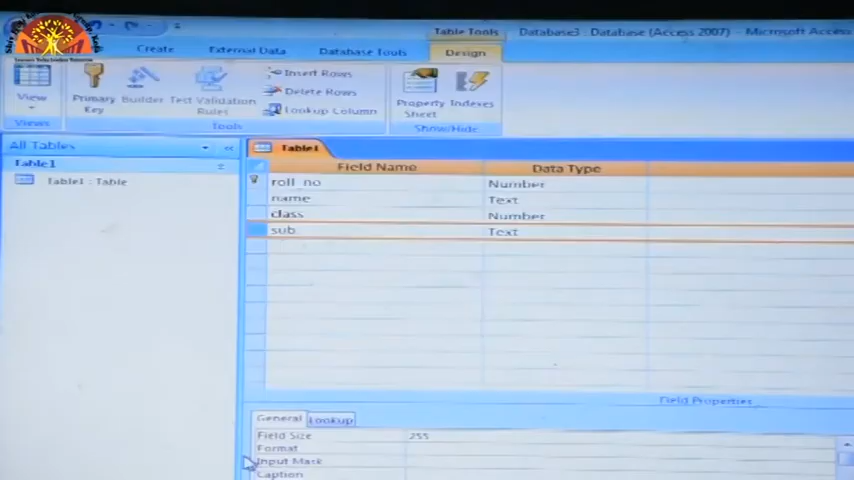 Table Tools
Database3 - Database (Access 2007) - Microsoft Access
Create
External Data
Database Tools
Design
View
Primary Key
Builder
Test Validation Rules
Insert Rows
Delete Rows
Lookup Column
Property Sheet
Indexes
Views
Tools
Show/Hide
All Tables
Table1
Table1 : Table
Table1
Field Name
Data Type
roll_no
Number
name
Text
class
Number
sub
Text
Field Properties
General
Lookup
Field Size
255
Format
Input Mask
Caption